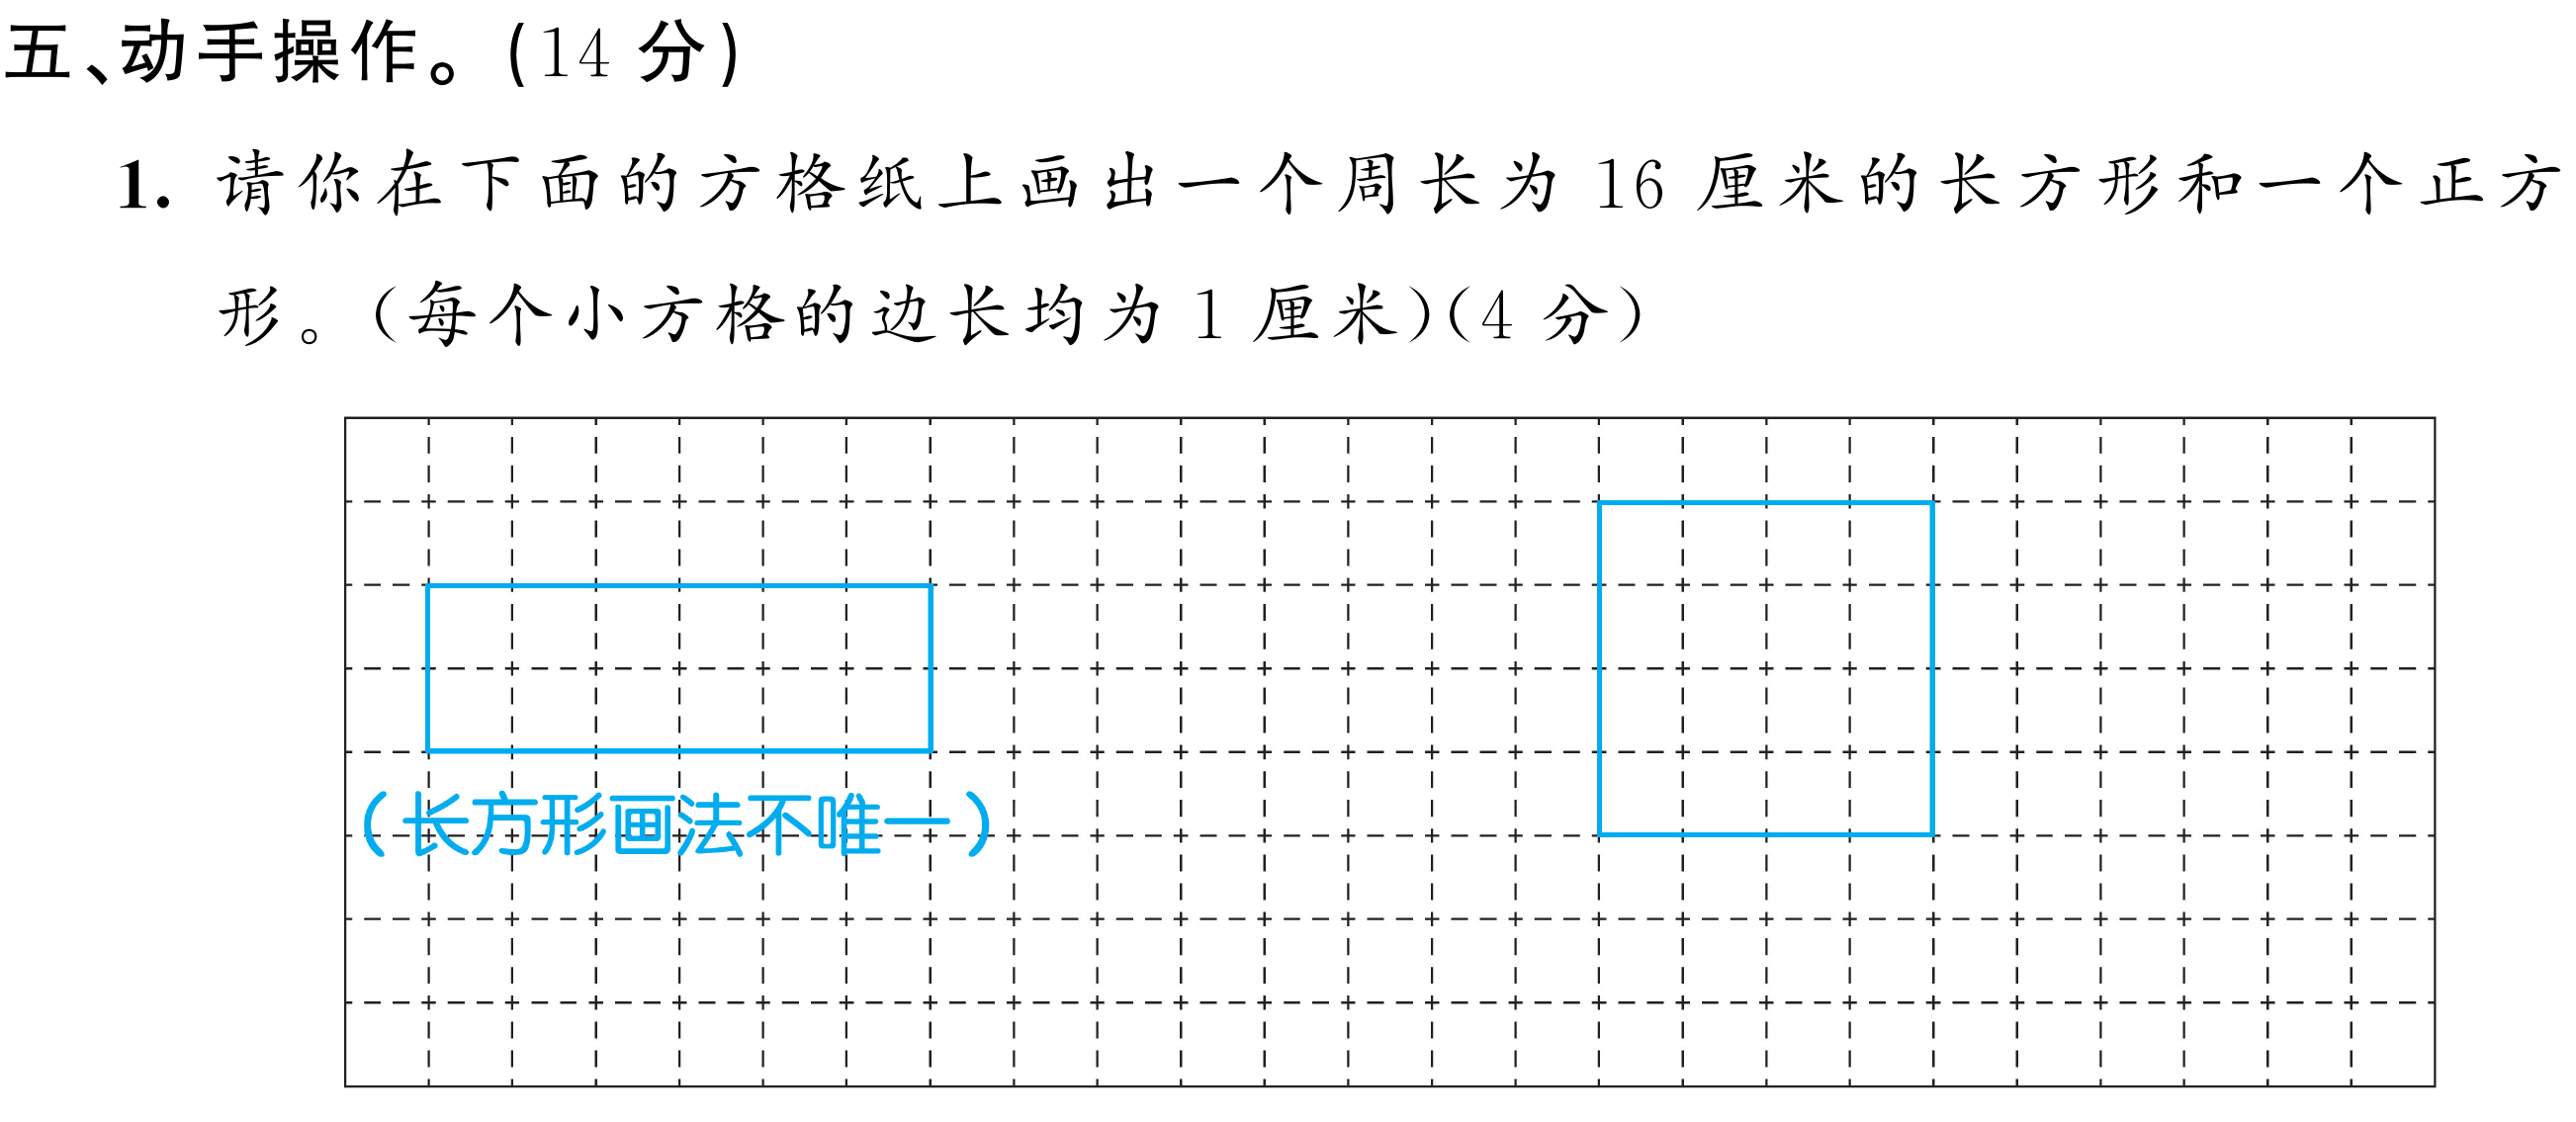 五、动手操作。(14 分)
1. 请你在下面的方格纸上画出一个周长为 16 厘米的长方形和一个正方
形。(每个小方格的边长均为 1 厘米)(4 分)
(长方形画法不唯一)